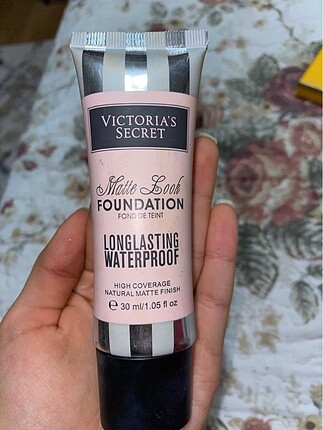 VICTORIA'S
SECRET
Matte Look
FOUNDATION
FOND DE TEINT
LONGLASTING
WATERPROOF
HIGH COVERAGE
NATURAL MATTE FINISH
℮ 30 ml/1.05 fl oz